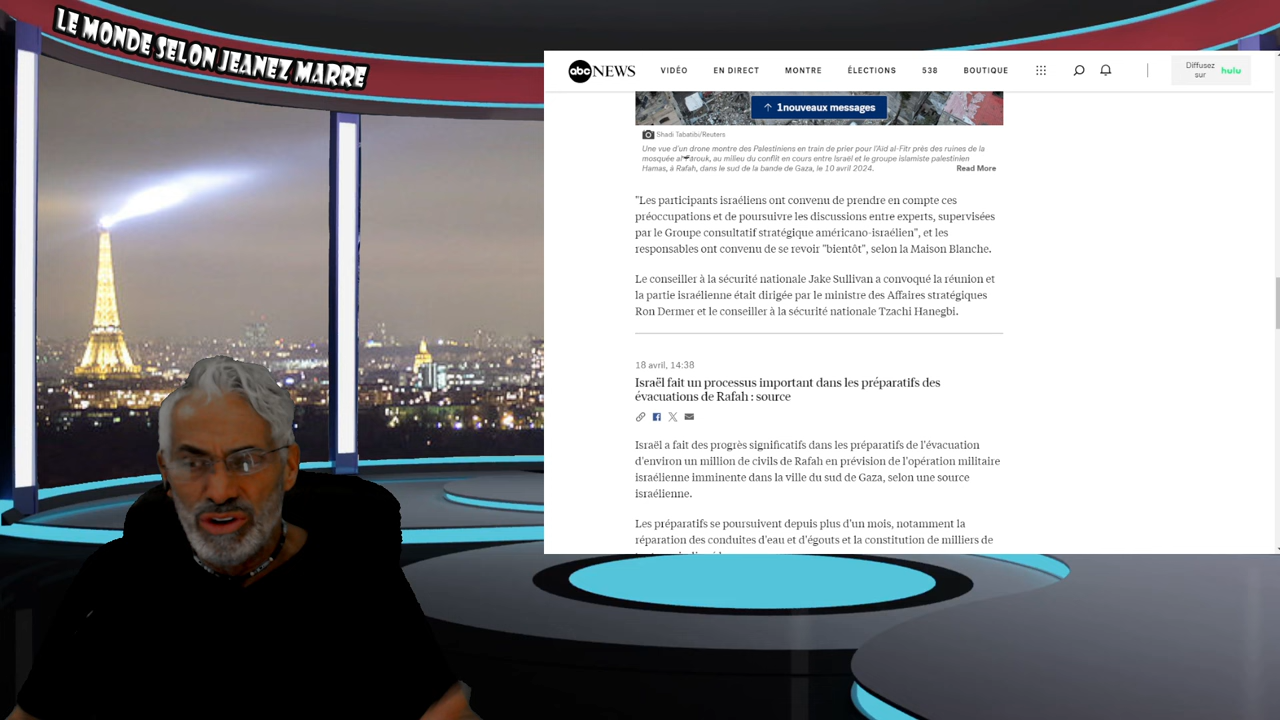 LE MONDE SELON JEANEZ MARRE
abc NEWS VIDÉO EN DIRECT MONTRE ÉLECTIONS 538 BOUTIQUE Diffusez sur hulu
↑ 1nouveaux messages
Shadi Tabatibi/Reuters
Une vue d'un drone montre des Palestiniens en train de prier pour l'Aïd al-Fitr près des ruines de la
mosquée al-Farouk, au milieu du conflit en cours entre Israël et le groupe islamiste palestinien
Hamas, à Rafah, dans le sud de la bande de Gaza, le 10 avril 2024. Read More
"Les participants israéliens ont convenu de prendre en compte ces
préoccupations et de poursuivre les discussions entre experts, supervisées
par le Groupe consultatif stratégique américano-israélien", et les
responsables ont convenu de se revoir "bientôt", selon la Maison Blanche.
Le conseiller à la sécurité nationale Jake Sullivan a convoqué la réunion et
la partie israélienne était dirigée par le ministre des Affaires stratégiques
Ron Dermer et le conseiller à la sécurité nationale Tzachi Hanegbi.
18 avril, 14:38
Israël fait un processus important dans les préparatifs des
évacuations de Rafah : source
Israël a fait des progrès significatifs dans les préparatifs de l'évacuation
d'environ un million de civils de Rafah en prévision de l'opération militaire
israélienne imminente dans la ville du sud de Gaza, selon une source
israélienne.
Les préparatifs se poursuivent depuis plus d'un mois, notamment la
réparation des conduites d'eau et d'égouts et la constitution de milliers de